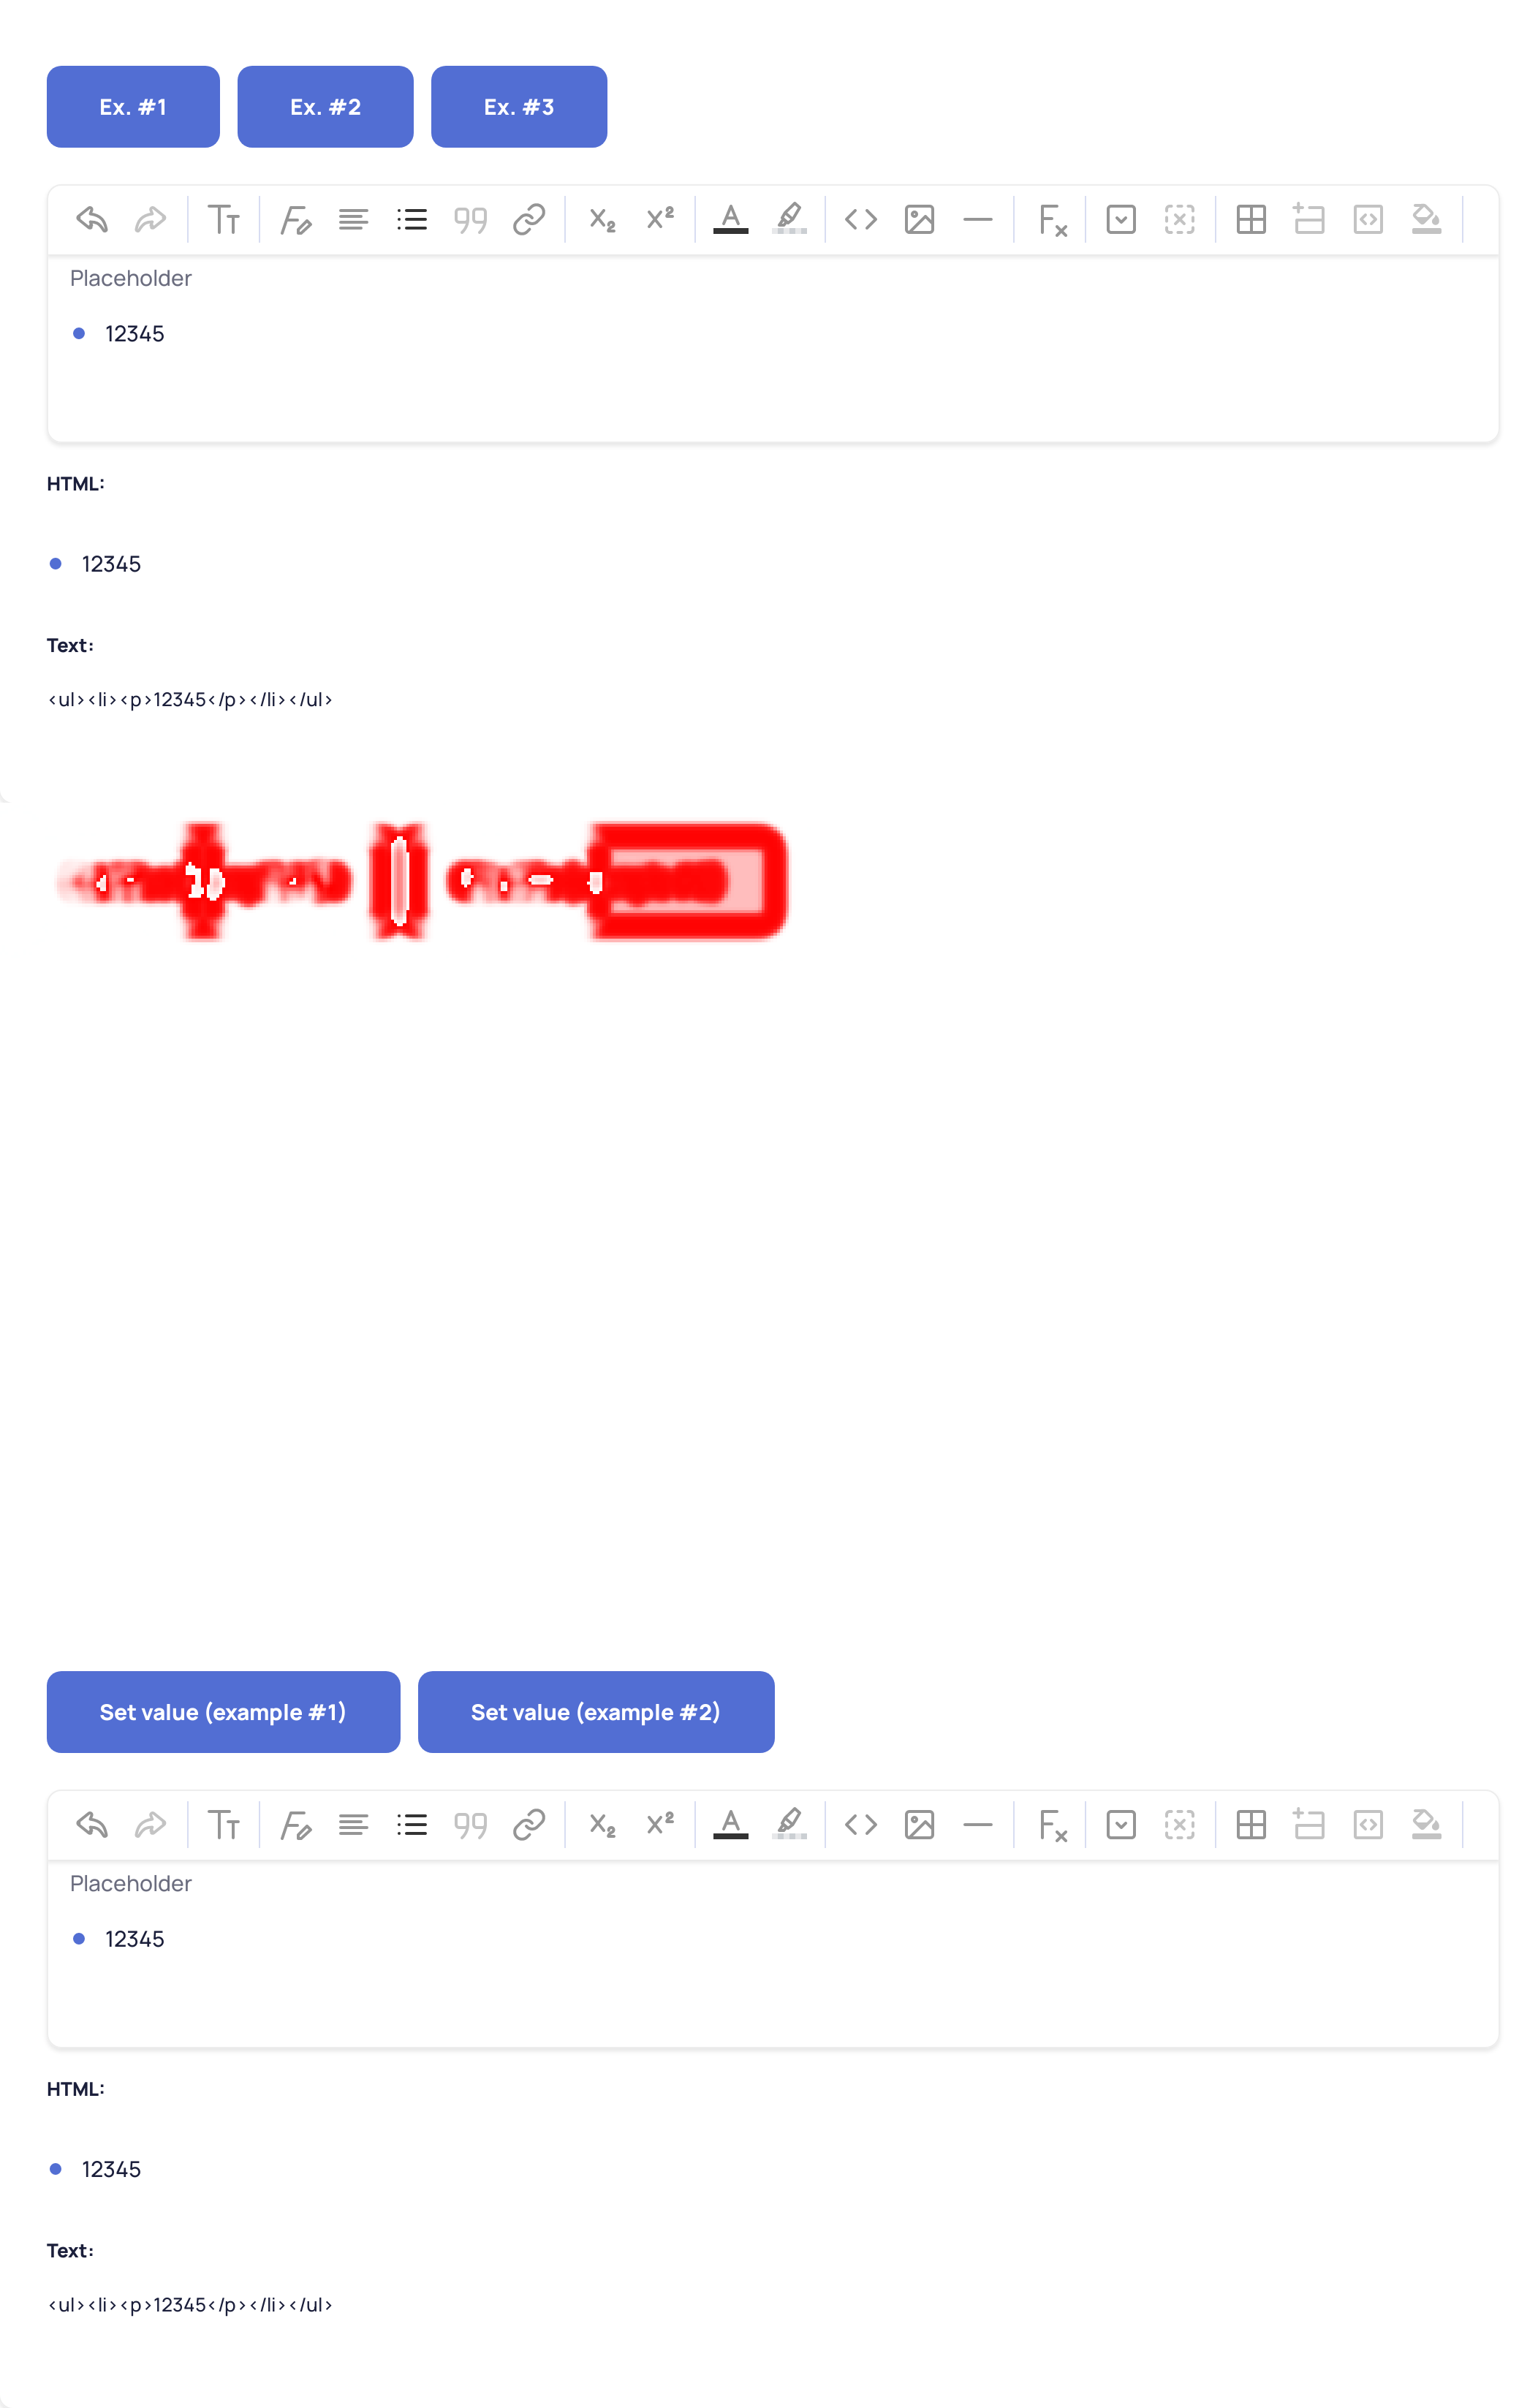 Ex. #1 Ex. #2 Ex. #3
Placeholder
12345
HTML:
12345
Text:
<ul><li><p>12345</p></li></ul>
Set value (example #1) Set value (example #2)
Placeholder
12345
HTML:
12345
Text:
<ul><li><p>12345</p></li></ul>